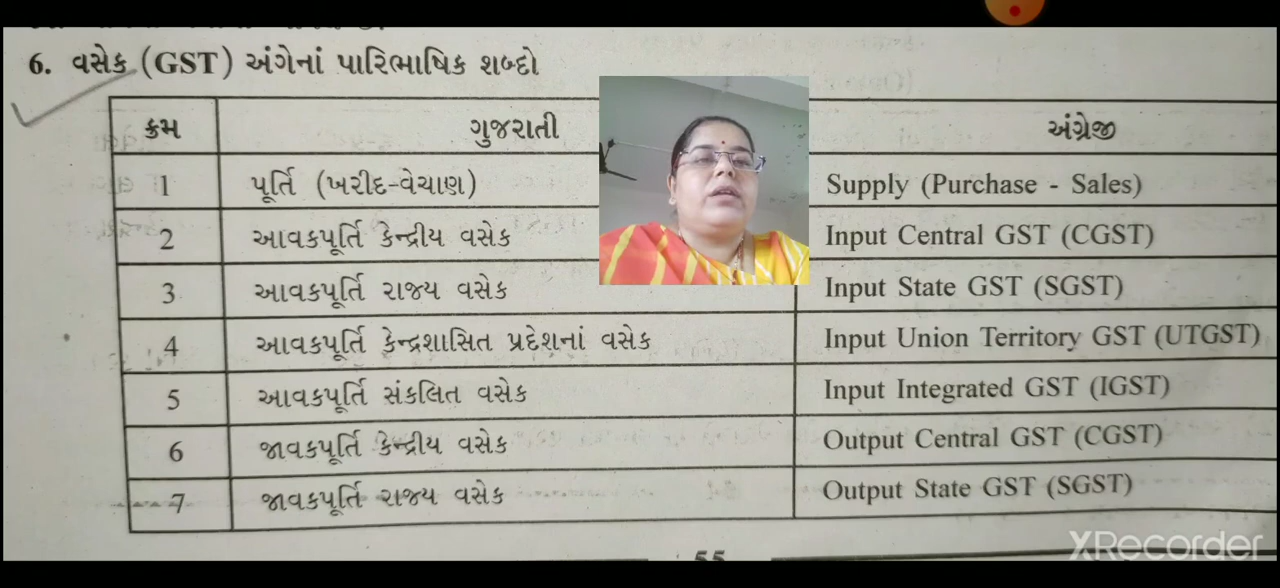 6. વસેક (GST) અંગેનાં પારિભાષિક શબ્દો
ક્રમ ગુજરાતી અંગ્રેજી
1 પૂર્તિ (ખરીદ-વેચાણ) Supply (Purchase - Sales)
2 આવકપૂર્તિ કેન્દ્રીય વસેક Input Central GST (CGST)
3 આવકપૂર્તિ રાજ્ય વસેક Input State GST (SGST)
4 આવકપૂર્તિ કેન્દ્રશાસિત પ્રદેશનાં વસેક Input Union Territory GST (UTGST)
5 આવકપૂર્તિ સંકલિત વસેક Input Integrated GST (IGST)
6 જાવકપૂર્તિ કેન્દ્રીય વસેક Output Central GST (CGST)
7 જાવકપૂર્તિ રાજ્ય વસેક Output State GST (SGST)
XRecorder